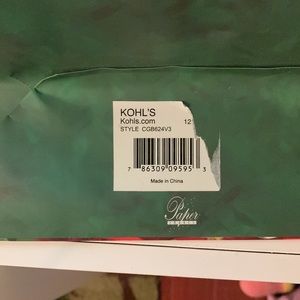 KOHL'S
Kohls.com 12
STYLE CGB624V3
7 86309 09595 3
Made in China
Paper